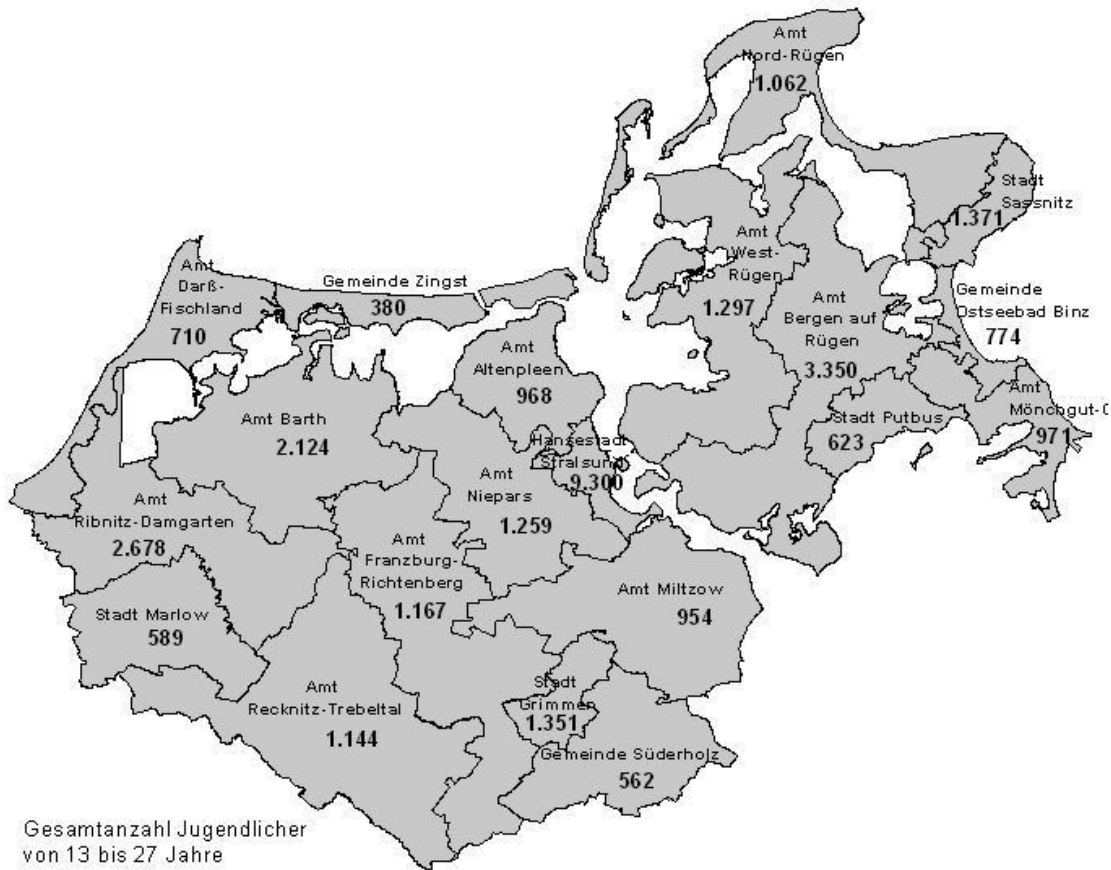 Amt
Nord-Rügen
1.062
Stadt
Sassnitz
1.371
Amt
West-
Rügen
1.297
Amt
Darß-
Fischland
710
Gemeinde Zingst
380
Gemeinde
Ostseebad Binz
774
Amt
Bergen auf
Rügen
3.350
Amt
Altenpleen
968
Amt
Mönchgut-G
971
Stadt Putbus
623
Amt Barth
2.124
Hansestadt
Stralsund
9.300
Amt
Niepars
1.259
Amt
Ribnitz-Damgarten
2.678
Amt
Franzburg-
Richtenberg
1.167
Amt Miltzow
954
Stadt Marlow
589
Amt
Recknitz-Trebeltal
1.144
Stadt
Grimmen
1.351
Gemeinde Süderholz
562
Gesamtanzahl Jugendlicher
von 13 bis 27 Jahre